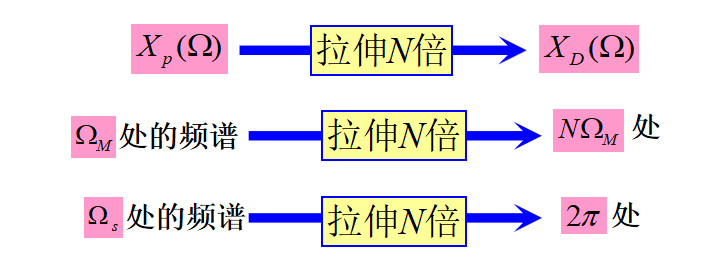 X_p(Ω) 拉伸N倍 X_D(Ω)
Ω_M 处的频谱 拉伸N倍 NΩ_M 处
Ω_s 处的频谱 拉伸N倍 2π 处